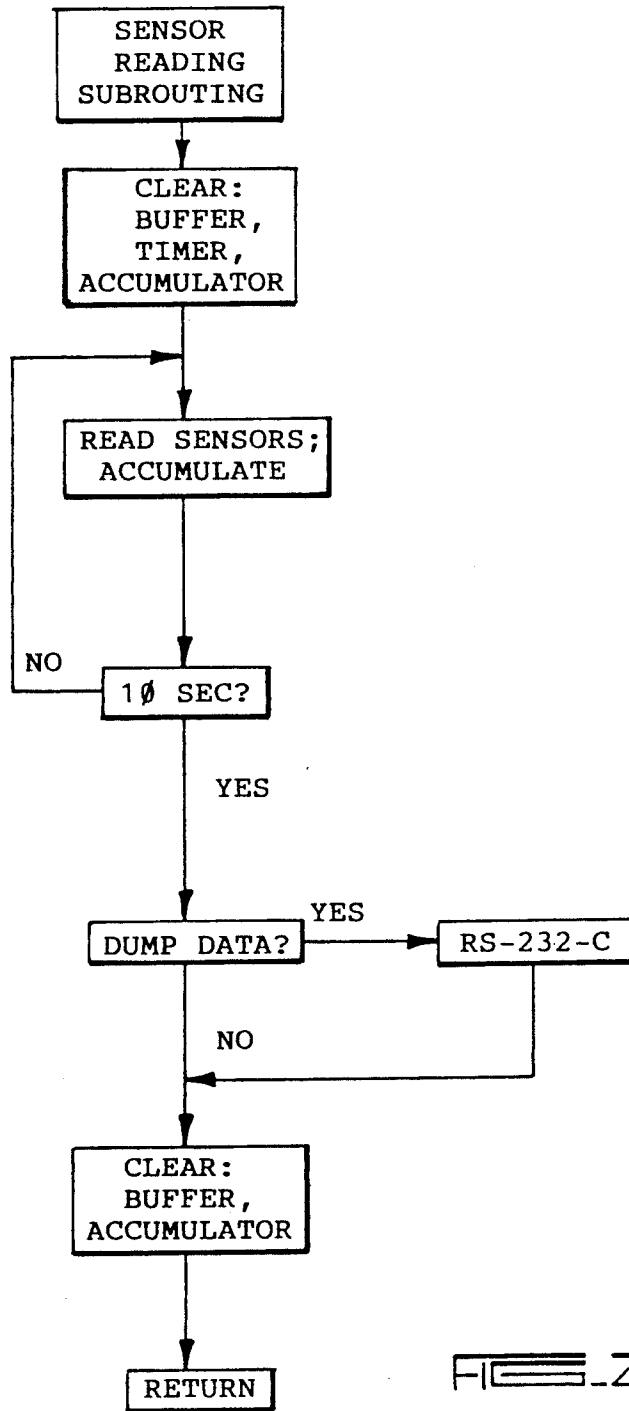 SENSOR
READING
SUBROUTING
CLEAR:
BUFFER,
TIMER,
ACCUMULATOR
READ SENSORS;
ACCUMULATE
NO
1Ø SEC?
YES
YES
DUMP DATA?
RS-232-C
NO
CLEAR:
BUFFER,
ACCUMULATOR
RETURN